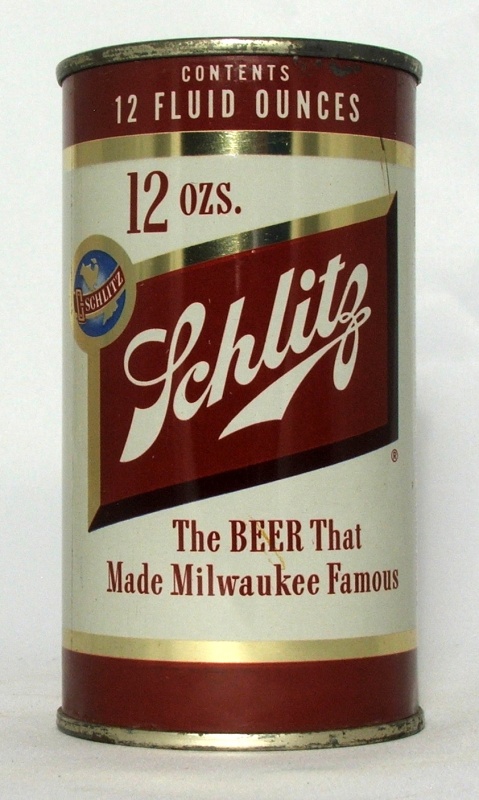 CONTENTS
12 FLUID OUNCES
12 OZS.
SCHLITZ
Schlitz
®
The BEER That
Made Milwaukee Famous